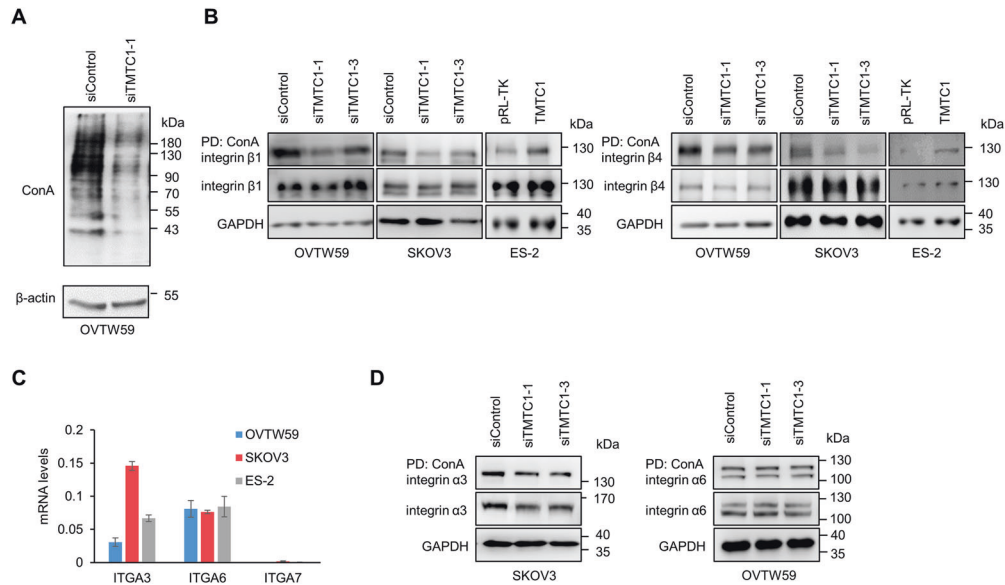 A
siControl
siTMTC1-1
kDa
180
130
90
70
55
43
ConA
β-actin
55
OVTW59
B
siControl
siTMTC1-1
siTMTC1-3
siControl
siTMTC1-1
siTMTC1-3
pRL-TK
TMTC1
kDa
PD: ConA
integrin β1
130
integrin β1
130
GAPDH
40
35
OVTW59
SKOV3
ES-2
siControl
siTMTC1-1
siTMTC1-3
siControl
siTMTC1-1
siTMTC1-3
pRL-TK
TMTC1
kDa
PD: ConA
integrin β4
130
integrin β4
130
GAPDH
40
35
OVTW59
SKOV3
ES-2
C
mRNA levels
0.2
0.15
0.1
0.05
0
OVTW59
SKOV3
ES-2
ITGA3
ITGA6
ITGA7
D
siControl
siTMTC1-1
siTMTC1-3
kDa
PD: ConA
integrin α3
130
170
integrin α3
130
GAPDH
40
35
SKOV3
siControl
siTMTC1-1
siTMTC1-3
kDa
PD: ConA
integrin α6
130
100
integrin α6
130
100
GAPDH
40
35
OVTW59